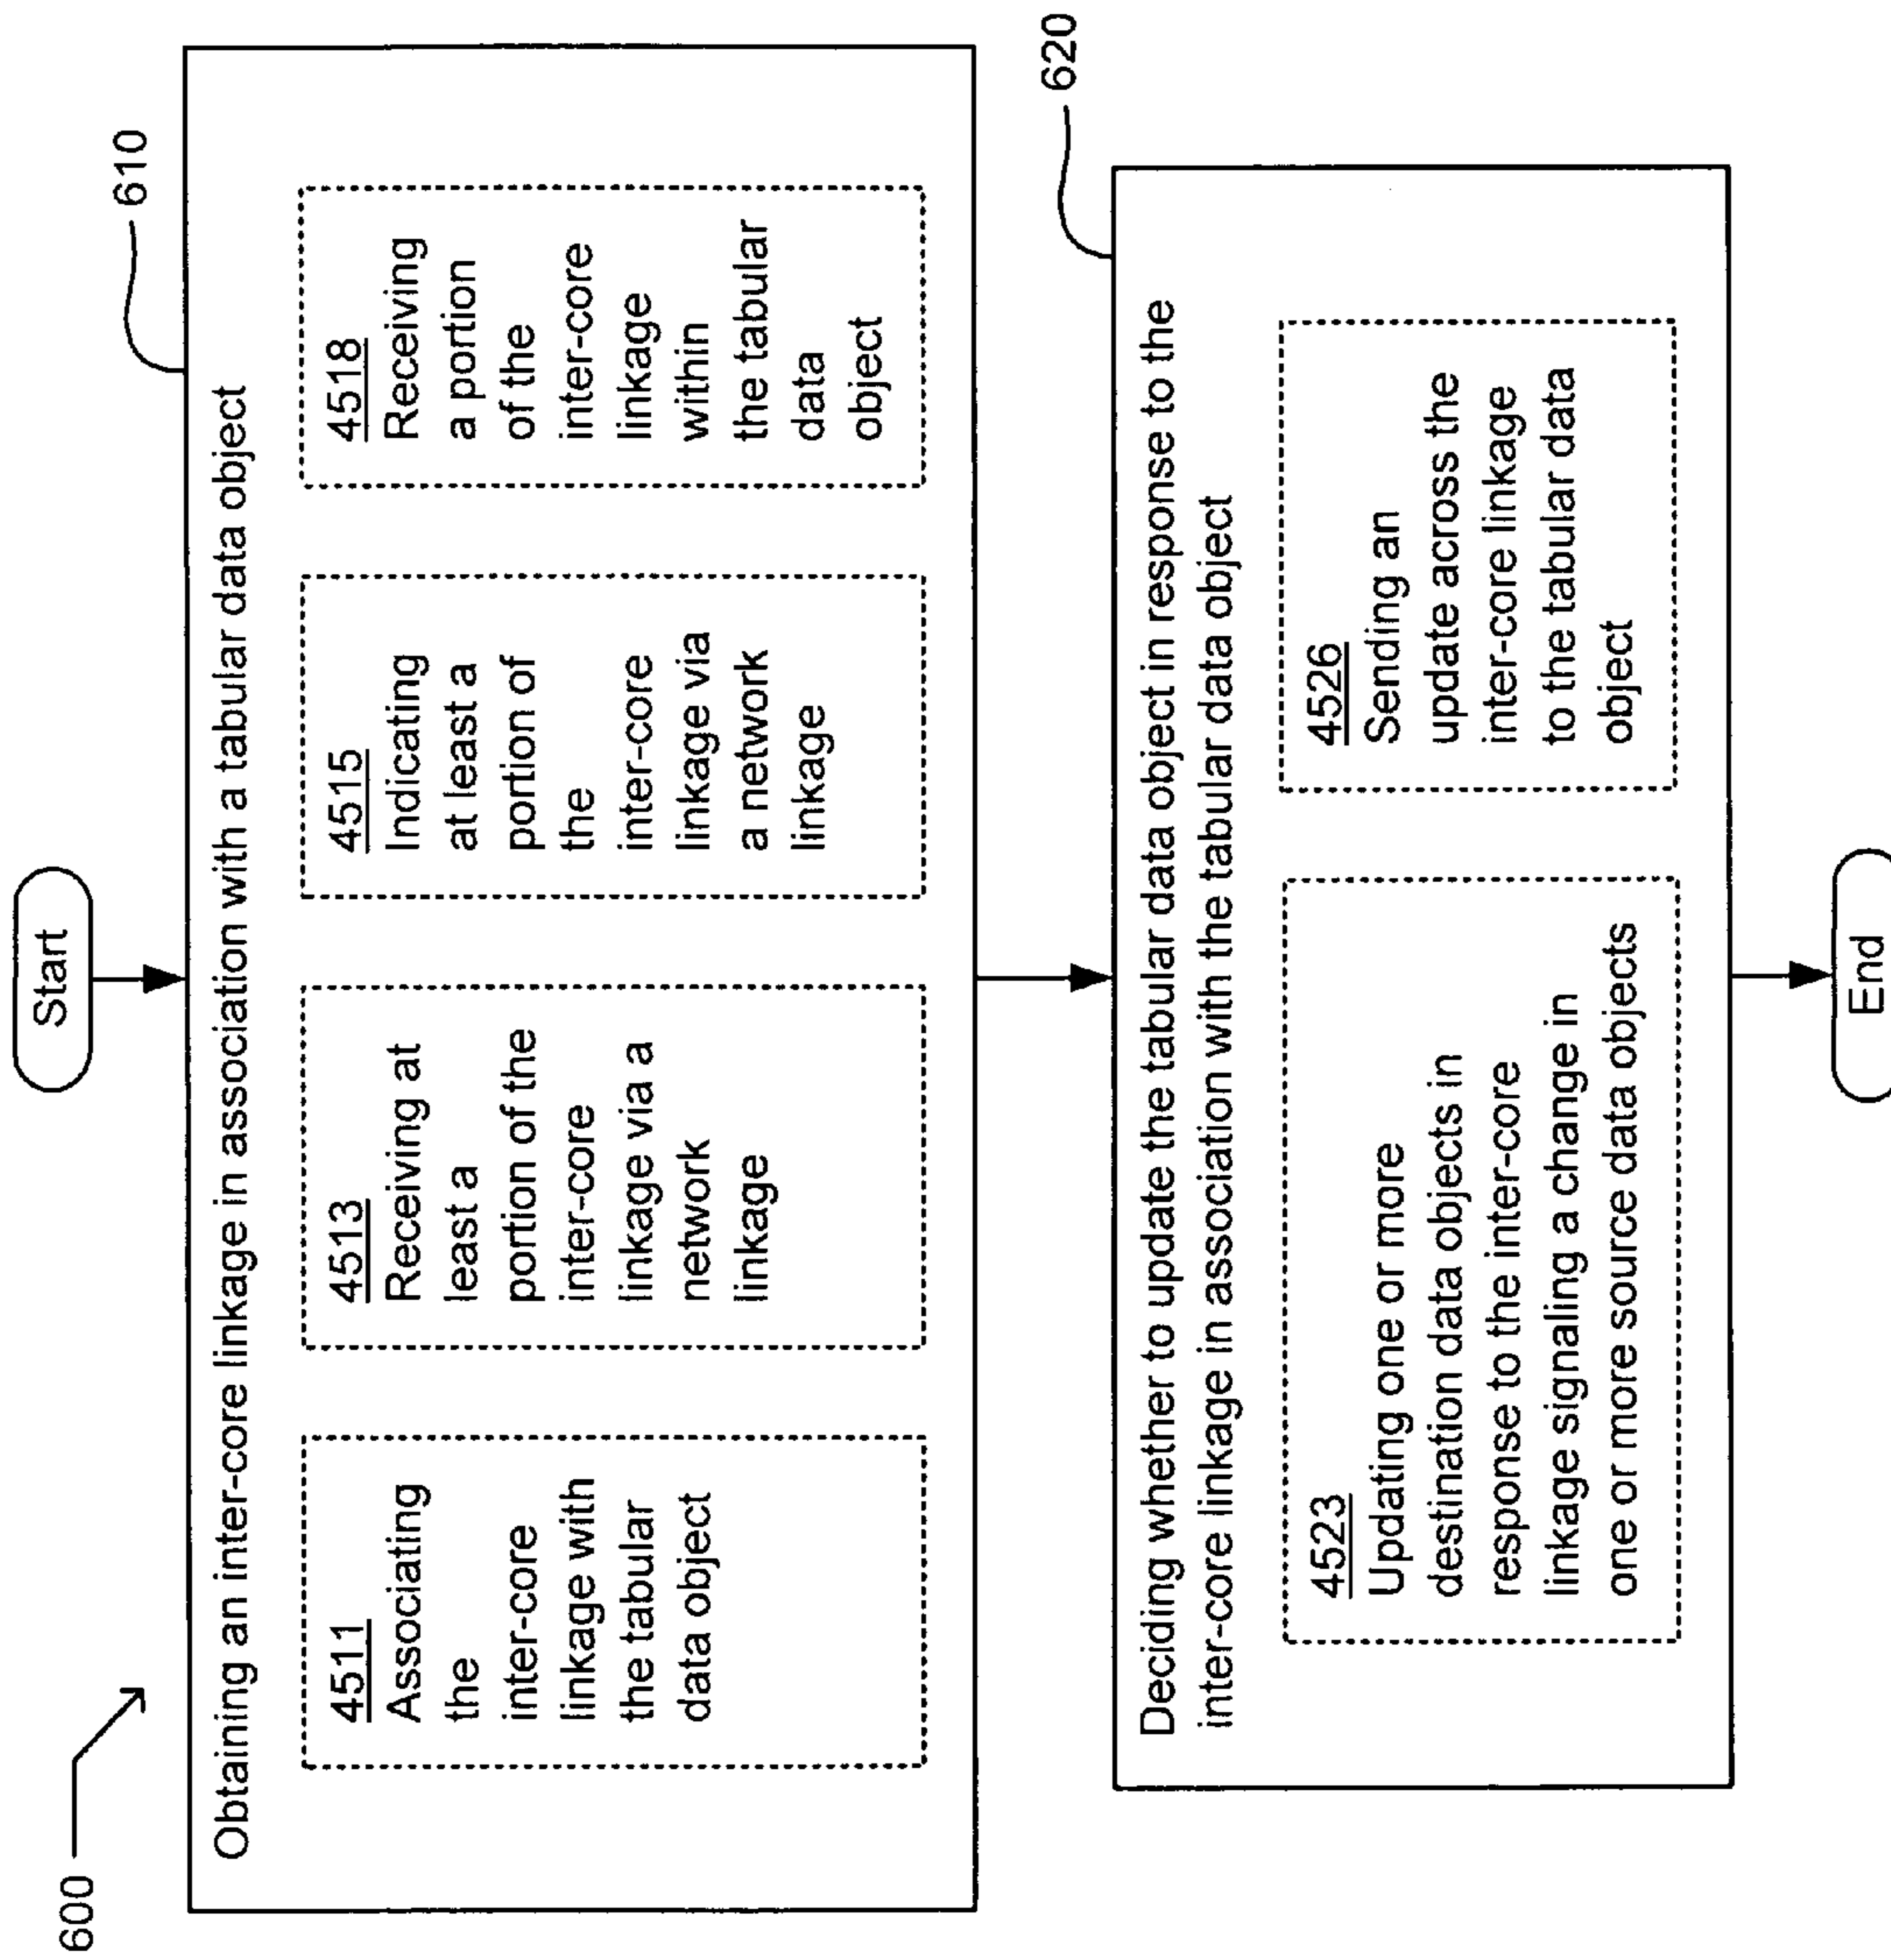 600
Start
610
Obtaining an inter-core linkage in association with a tabular data object
4511
Associating
the
inter-core
linkage with
the tabular
data object
4513
Receiving at
least a
portion of the
inter-core
linkage via a
network
linkage
4515
Indicating
at least a
portion of
the
inter-core
linkage via
a network
linkage
4518
Receiving
a portion
of the
inter-core
linkage
within
the tabular
data
object
620
Deciding whether to update the tabular data object in response to the
inter-core linkage in association with the tabular data object
4523
Updating one or more
destination data objects in
response to the inter-core
linkage signaling a change in
one or more source data objects
4526
Sending an
update across the
inter-core linkage
to the tabular data
object
End